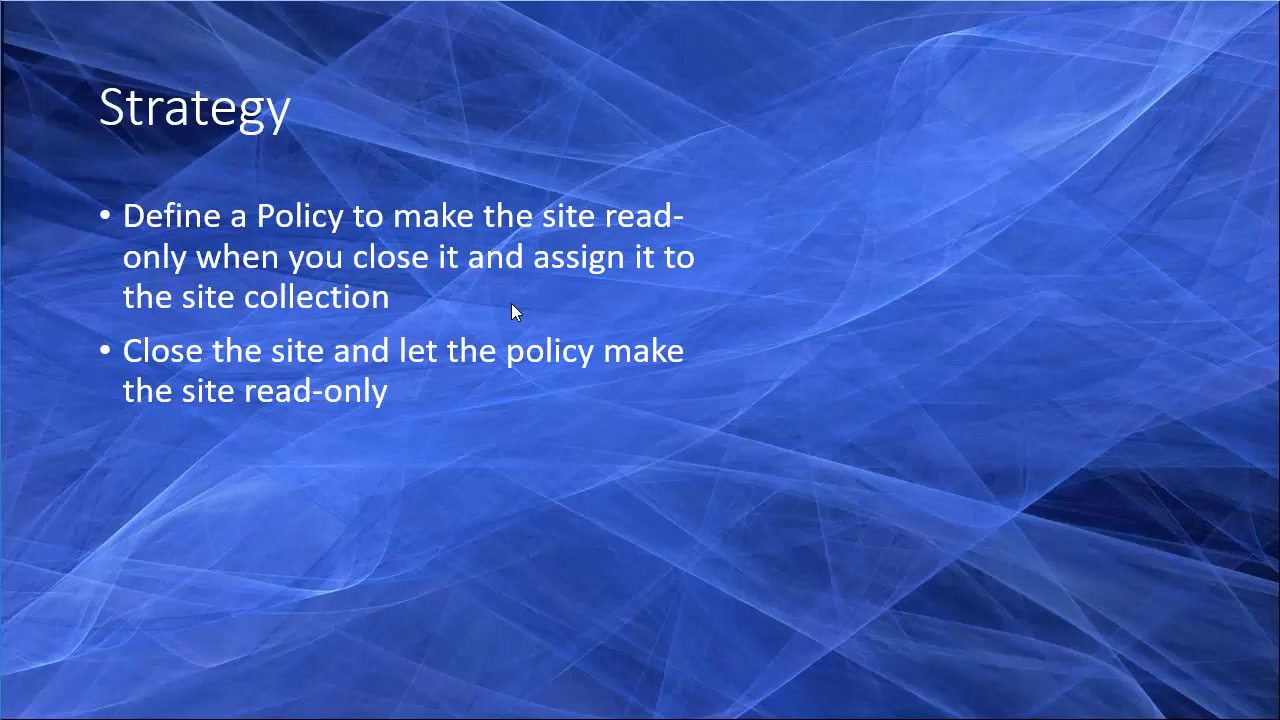 Strategy
• Define a Policy to make the site read-
only when you close it and assign it to
the site collection
• Close the site and let the policy make
the site read-only